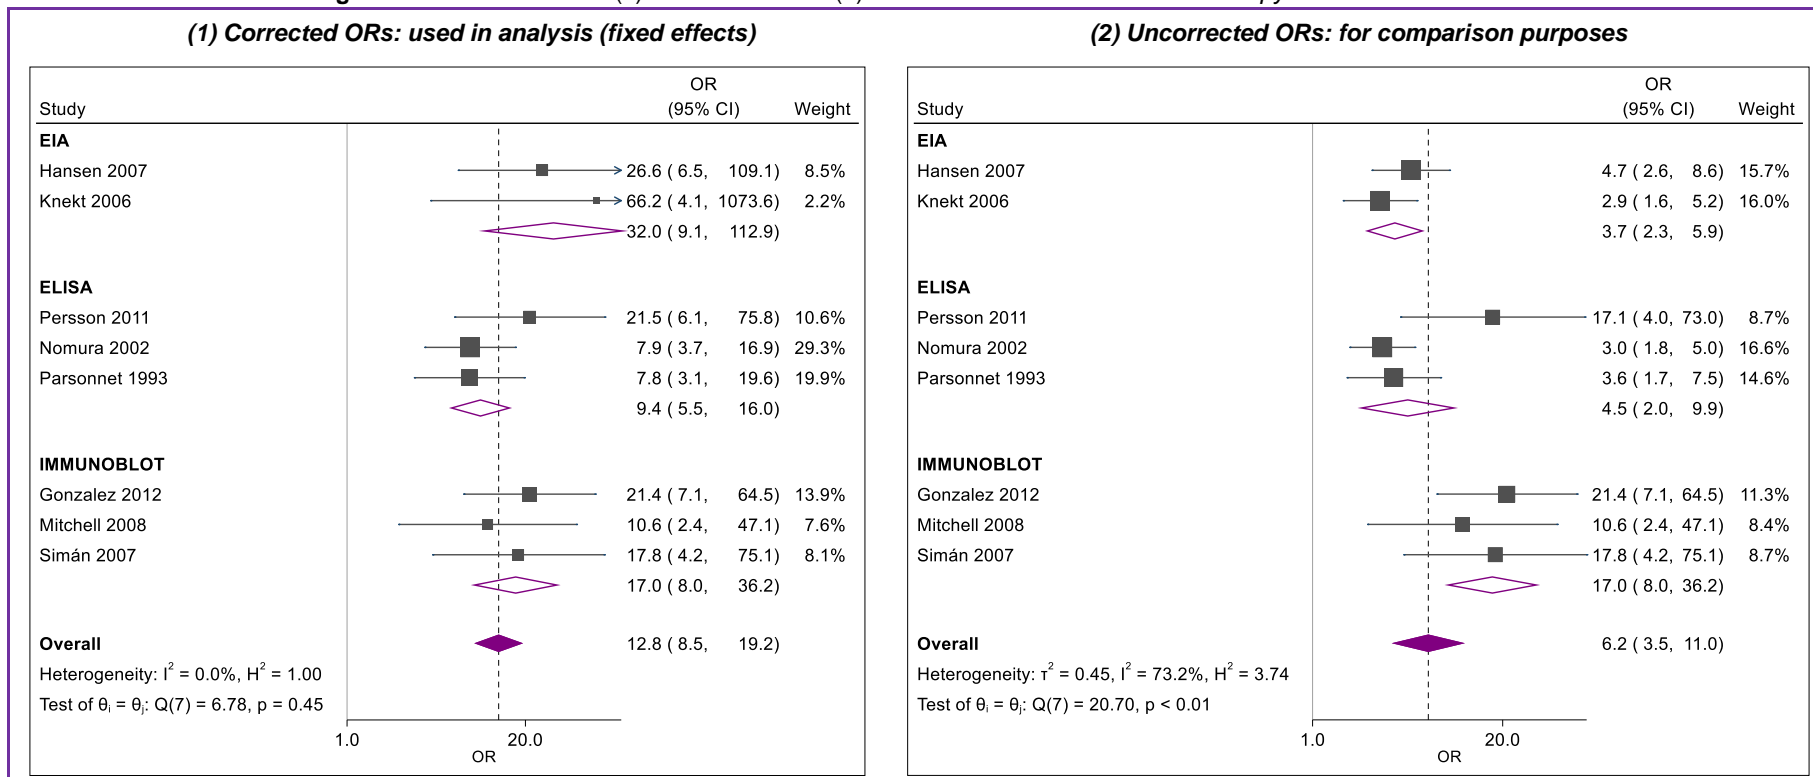 (1) Corrected ORs: used in analysis (fixed effects)
OR
Study (95% CI) Weight
EIA
Hansen 2007 26.6 ( 6.5, 109.1) 8.5%
Knekt 2006 66.2 ( 4.1, 1073.6) 2.2%
32.0 ( 9.1, 112.9)
ELISA
Persson 2011 21.5 ( 6.1, 75.8) 10.6%
Nomura 2002 7.9 ( 3.7, 16.9) 29.3%
Parsonnet 1993 7.8 ( 3.1, 19.6) 19.9%
9.4 ( 5.5, 16.0)
IMMUNOBLOT
Gonzalez 2012 21.4 ( 7.1, 64.5) 13.9%
Mitchell 2008 10.6 ( 2.4, 47.1) 7.6%
Simán 2007 17.8 ( 4.2, 75.1) 8.1%
17.0 ( 8.0, 36.2)
Overall 12.8 ( 8.5, 19.2)
Heterogeneity: I² = 0.0%, H² = 1.00
Test of θᵢ = θⱼ: Q(7) = 6.78, p = 0.45
1.0 20.0
OR
(2) Uncorrected ORs: for comparison purposes
OR
Study (95% CI) Weight
EIA
Hansen 2007 4.7 ( 2.6, 8.6) 15.7%
Knekt 2006 2.9 ( 1.6, 5.2) 16.0%
3.7 ( 2.3, 5.9)
ELISA
Persson 2011 17.1 ( 4.0, 73.0) 8.7%
Nomura 2002 3.0 ( 1.8, 5.0) 16.6%
Parsonnet 1993 3.6 ( 1.7, 7.5) 14.6%
4.5 ( 2.0, 9.9)
IMMUNOBLOT
Gonzalez 2012 21.4 ( 7.1, 64.5) 11.3%
Mitchell 2008 10.6 ( 2.4, 47.1) 8.4%
Simán 2007 17.8 ( 4.2, 75.1) 8.7%
17.0 ( 8.0, 36.2)
Overall 6.2 ( 3.5, 11.0)
Heterogeneity: τ² = 0.45, I² = 73.2%, H² = 3.74
Test of θᵢ = θⱼ: Q(7) = 20.70, p < 0.01
1.0 20.0
OR